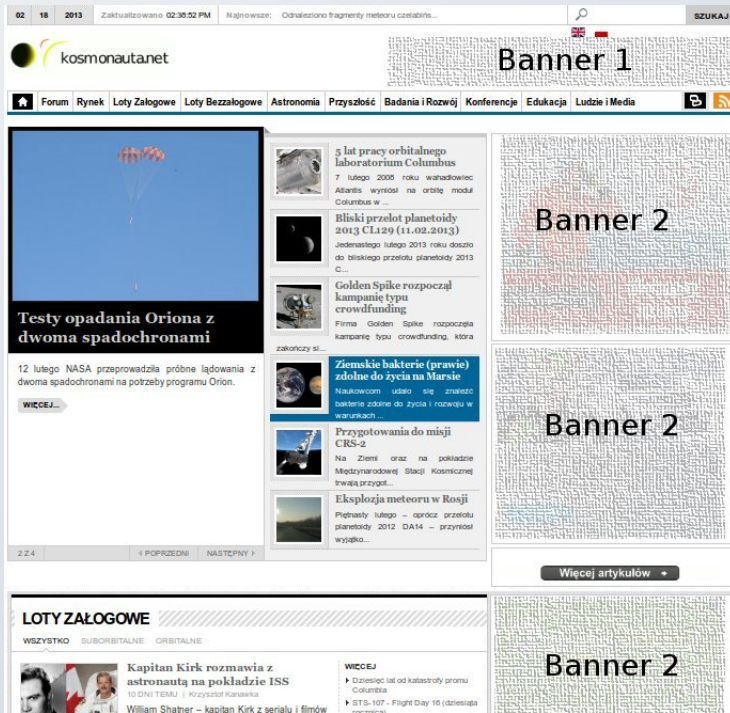 02 18 2013 Zaktualizowano 02:36:52 PM Najnowsze: Odnaleziono fragmenty meteoru czelabińs... SZUKAJ
kosmonauta.net
Banner 1
Forum Rynek Loty Załogowe Loty Bezzałogowe Astronomia Przyszłość Badania i Rozwój Konferencje Edukacja Ludzie i Media
Testy opadania Oriona z
dwoma spadochronami
12 lutego NASA przeprowadziła próbne lądowania z
dwoma spadochronami na potrzeby programu Orion.
WIĘCEJ...
2 Z 4 POPRZEDNI NASTĘPNY
5 lat pracy orbitalnego
laboratorium Columbus
7 lutego 2008 roku wahadłowiec
Atlantis wyniósł na orbitę moduł
Columbus w ...
Bliski przelot planetoidy
2013 CL129 (11.02.2013)
Jedenastego lutego 2013 roku doszło
do bliskiego przelotu planetoidy 2013
C...
Golden Spike rozpoczął
kampanię typu
crowdfunding
Firma Golden Spike rozpoczęła
kampanię typu crowdfunding, która
zakończy si...
Ziemskie bakterie (prawie)
zdolne do życia na Marsie
Naukowcom udało się znaleźć
bakterie zdolne do życia i rozwoju w
warunkach ...
Przygotowania do misji
CRS-2
Na Ziemi oraz na pokładzie
Międzynarodowej Stacji Kosmicznej
trwają przygot...
Eksplozja meteoru w Rosji
Piętnasty lutego – oprócz przelotu
planetoidy 2012 DA14 – przyniósł
wyjątko...
Banner 2
Banner 2
Więcej artykułów
Banner 2
LOTY ZAŁOGOWE
WSZYSTKO SUBORBITALNE ORBITALNE
Kapitan Kirk rozmawia z
astronautą na pokładzie ISS
10 DNI TEMU | Krzysztof Kanawka
William Shatner – kapitan Kirk z serialu i filmów
WIĘCEJ
Dziesięć lat od katastrofy promu
Columbia
STS-107 - Flight Day 16 (dziesiąta
rocznica)